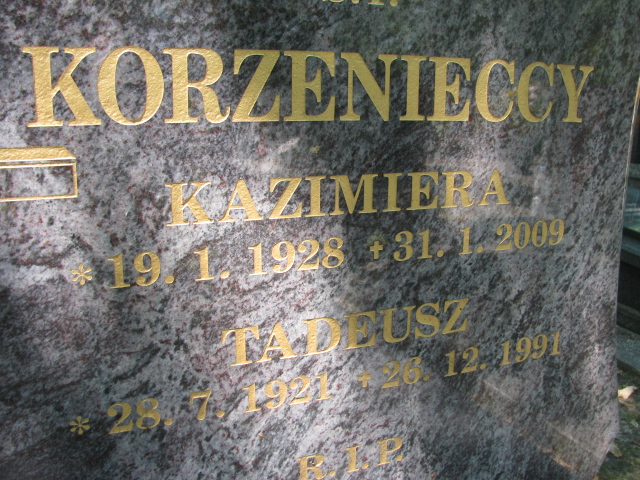 Ś.P.
KORZENIECCY
KAZIMIERA
* 19. 1. 1928 ✝ 31. 1. 2009
TADEUSZ
* 28. 7. 1921 ✝ 26. 12. 1991
R.I.P.